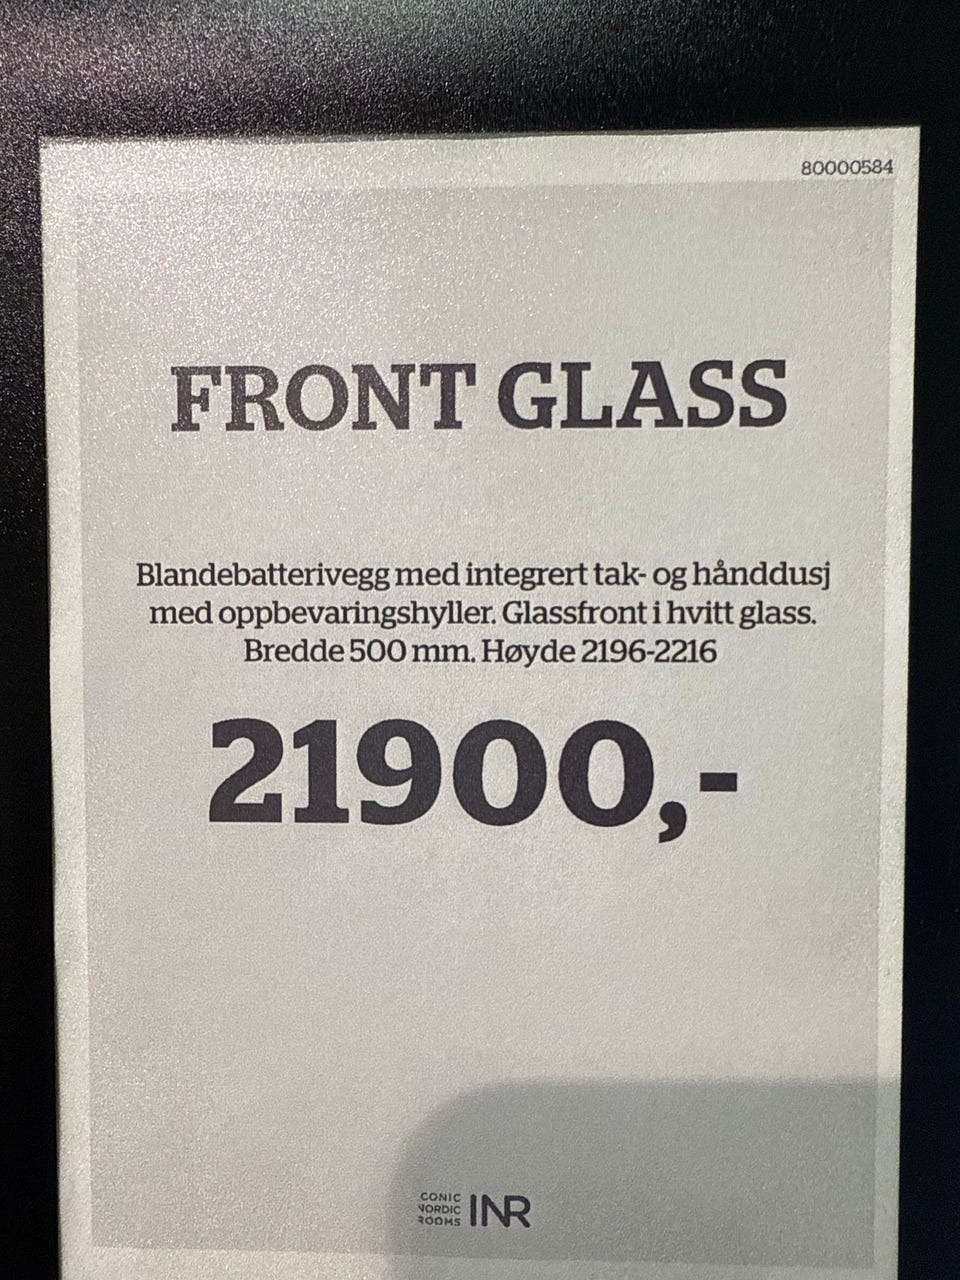 80000584
FRONT GLASS
Blandebatterivegg med integrert tak- og hånddusj
med oppbevaringshyller. Glassfront i hvitt glass.
Bredde 500 mm. Høyde 2196-2216
21900,-
CONIC
NORDIC
ROOMS
INR